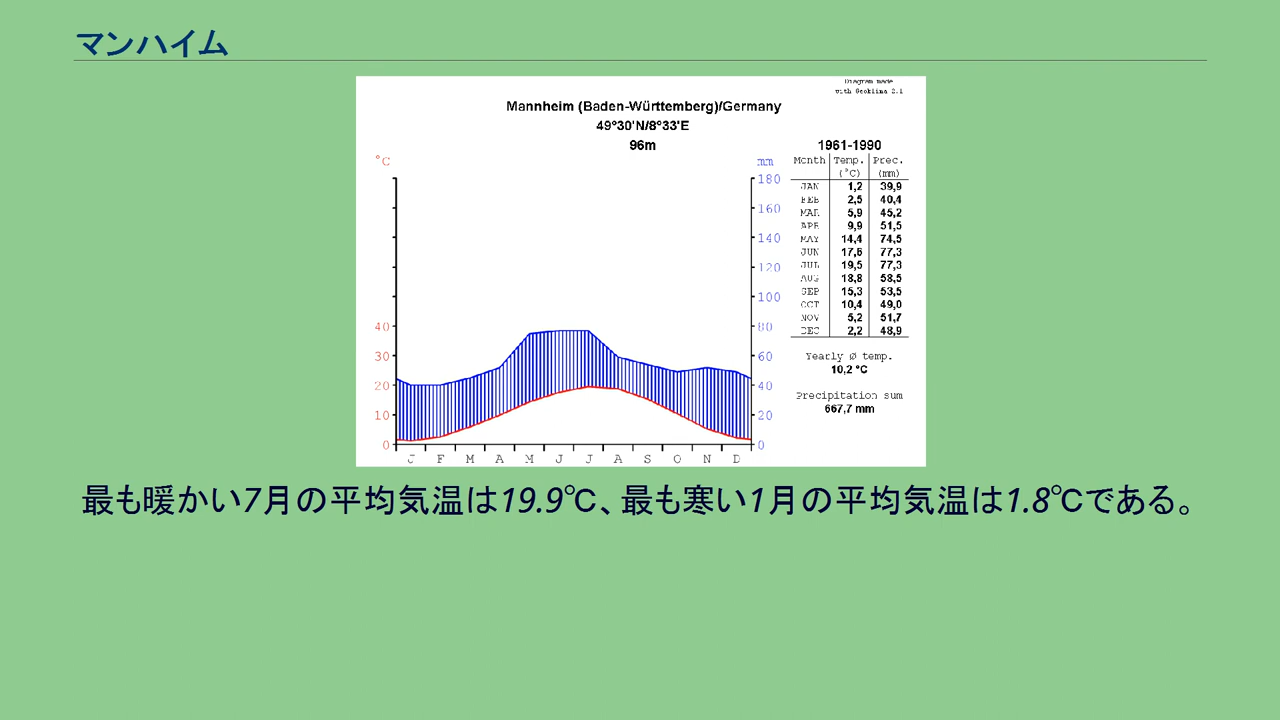 マンハイム
Diagram made
with Geoklima 2.1
Mannheim (Baden-Württemberg)/Germany
49°30'N/8°33'E
96m
1961-1990
°C
mm
Month Temp. Prec.
(°C) (mm)
JAN 1,2 39,9
FEB 2,5 40,4
MAR 5,9 45,2
APR 9,9 51,5
MAY 14,4 74,5
JUN 17,6 77,3
JUL 19,5 77,3
AUG 18,8 58,5
SEP 15,3 53,5
OCT 10,4 49,0
NOV 5,2 51,7
DEC 2,2 48,9
Yearly Ø temp.
10,2 °C
Precipitation sum
667,7 mm
180
160
140
120
100
40 80
30 60
20 40
10 20
0 0
J F M A M J J A S O N D
最も暖かい7月の平均気温は19.9℃、最も寒い1月の平均気温は1.8℃である。